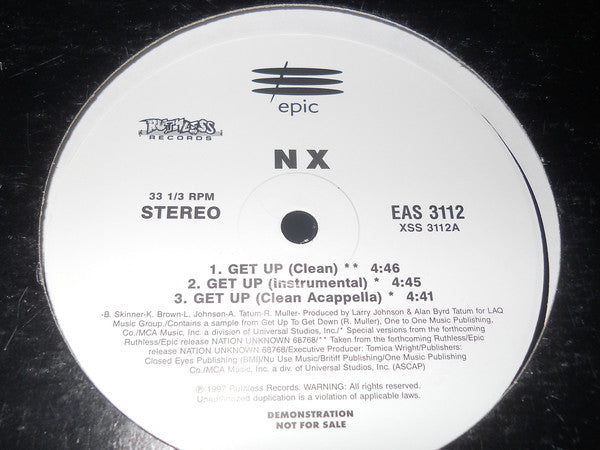 epic
RUTHLESS
RECORDS
NX
33 1/3 RPM
STEREO
EAS 3112
XSS 3112A
1. GET UP (Clean) ** 4:46
2. GET UP (Instrumental) * 4:45
3. GET UP (Clean Acappella) * 4:41
-B. Skinner-K. Brown-L. Johnson-A. Tatum-R. Muller- Produced by Larry Johnson & Alan Byrd Tatum for LAQ
Music Group./Contains a sample from Get Up To Get Down (R. Muller), One to One Music Publishing,
Co./MCA Music, Inc. a division of Universal Studios, Inc./* Special versions from the forthcoming
Ruthless/Epic release NATION UNKNOWN 68768/** Taken from the forthcoming Ruthless/Epic
release NATION UNKNOWN 68768/Executive Producer: Tomica Wright/Publishers:
Closed Eyes Publishing (BMI)/Nu Use Music/Britiff Publishing/One Music Publishing
Co./MCA Music, Inc. a div. of Universal Studios, Inc. (ASCAP)
℗ 1997 Ruthless Records. WARNING: All rights reserved.
Unauthorized duplication is a violation of applicable laws.
DEMONSTRATION
NOT FOR SALE